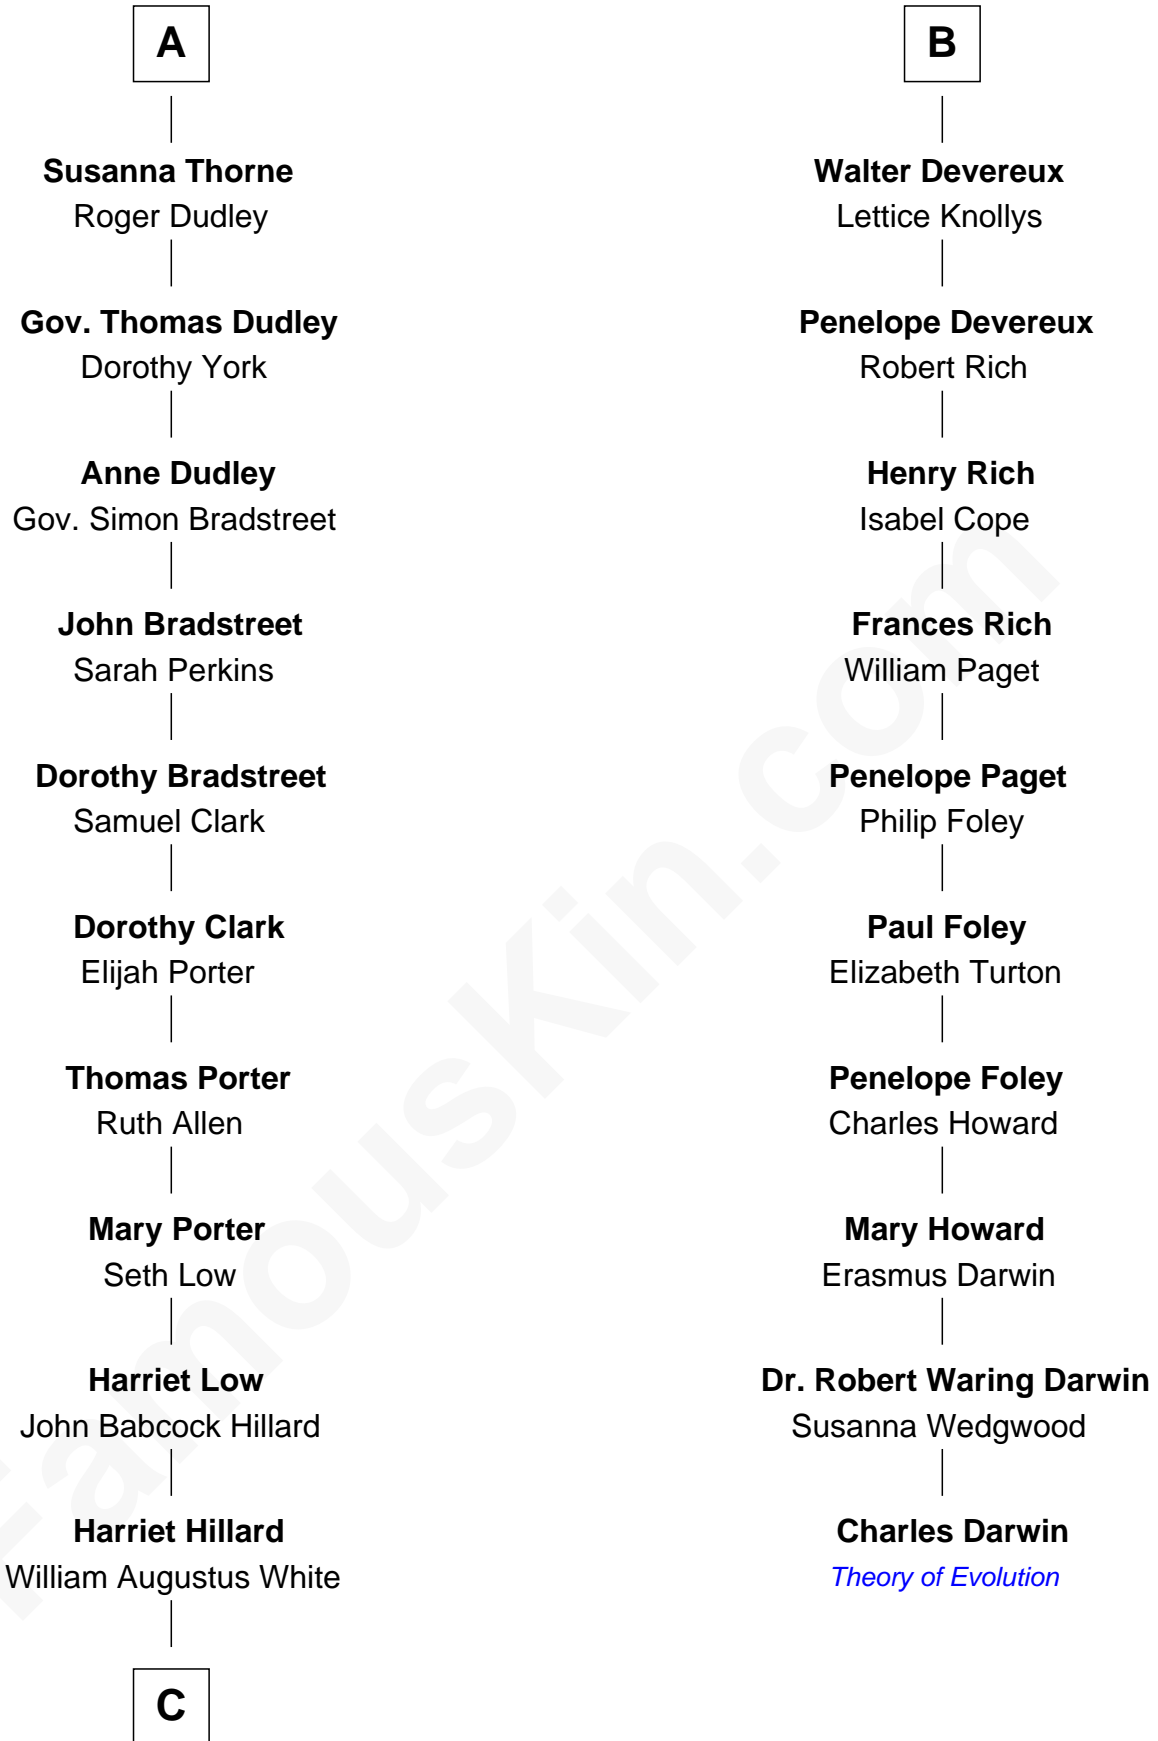 A
Susanna Thorne
Roger Dudley
Gov. Thomas Dudley
Dorothy York
Anne Dudley
Gov. Simon Bradstreet
John Bradstreet
Sarah Perkins
Dorothy Bradstreet
Samuel Clark
Dorothy Clark
Elijah Porter
Thomas Porter
Ruth Allen
Mary Porter
Seth Low
Harriet Low
John Babcock Hillard
Harriet Hillard
William Augustus White
C
B
Walter Devereux
Lettice Knollys
Penelope Devereux
Robert Rich
Henry Rich
Isabel Cope
Frances Rich
William Paget
Penelope Paget
Philip Foley
Paul Foley
Elizabeth Turton
Penelope Foley
Charles Howard
Mary Howard
Erasmus Darwin
Dr. Robert Waring Darwin
Susanna Wedgwood
Charles Darwin
Theory of Evolution
FamousKin.com